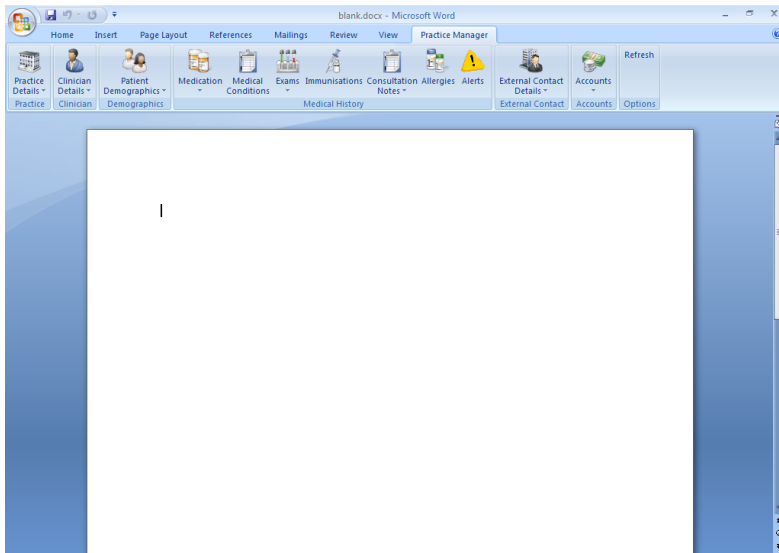 blank.docx - Microsoft Word
Home Insert Page Layout References Mailings Review View Practice Manager
Practice Details
Clinician Details
Patient Demographics
Medication
Medical Conditions
Exams
Immunisations
Consultation Notes
Allergies
Alerts
External Contact Details
Accounts
Refresh
Practice Clinician Demographics Medical History External Contact Accounts Options